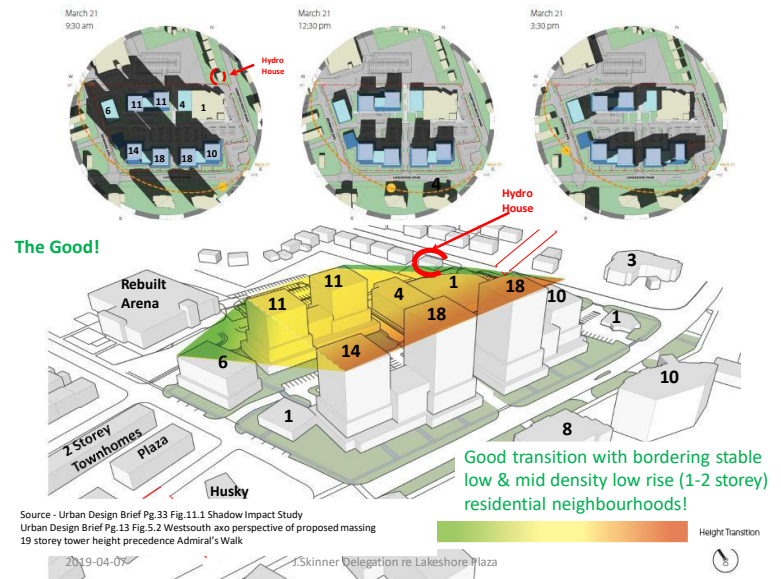 March 21
9:30 am
March 21
12:30 pm
March 21
3:30 pm
Hydro
House
6
11
11
4
1
14
18
18
10
4
Hydro
House
The Good!
Rebuilt
Arena
11
11
4
1
18
18
10
3
1
14
6
1
10
8
2 Storey
Townhomes
Plaza
Husky
Good transition with bordering stable
low & mid density low rise (1-2 storey)
residential neighbourhoods!
Source - Urban Design Brief Pg.33 Fig.11.1 Shadow Impact Study
Urban Design Brief Pg.13 Fig.5.2 Westsouth axo perspective of proposed massing
19 storey tower height precedence Admiral's Walk
Height Transition
2019-04-07
J.Skinner Delegation re Lakeshore Plaza